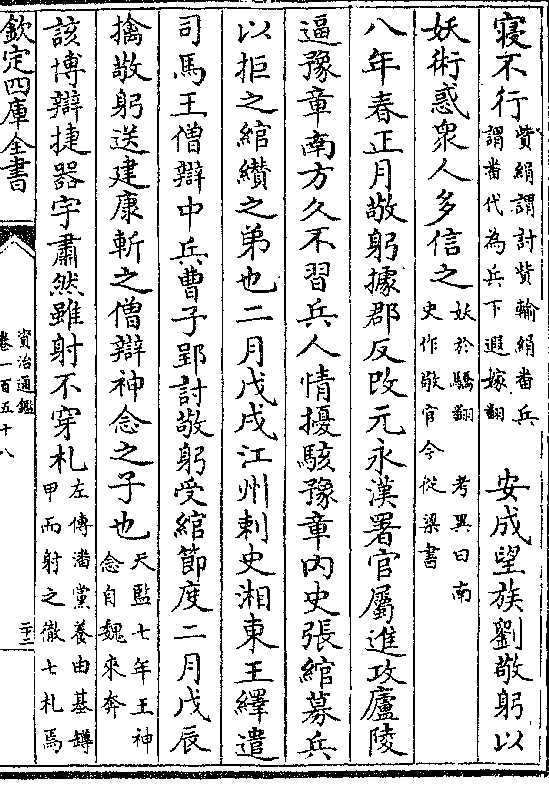 寝不行貲絹謂討貲輸絹畨兵謂畨代為兵下遐嫁翻 安成望族劉敬躬以
妖術惑衆人多信之妖於驕翻 考異曰南史作敬官今從梁書
八年春正月敬躬據郡反改元永漢署官屬進攻廬陵
逼豫章南方久不習兵人情擾駭豫章内史張綰募兵
以拒之綰纘之弟也二月戊戌江州刺史湘東王繹遣
司馬王僧辯中兵曹子郢討敬躬受綰節度二月戊辰
擒敬躬送建康斬之僧辯神念之子也天監七年王神念自魏來奔
該博辯捷器宇肅然雖射不穿札左傳潘黨養由基蹲甲而射之徹七札焉
欽定四庫全書
資治通鑑
卷一百五十八